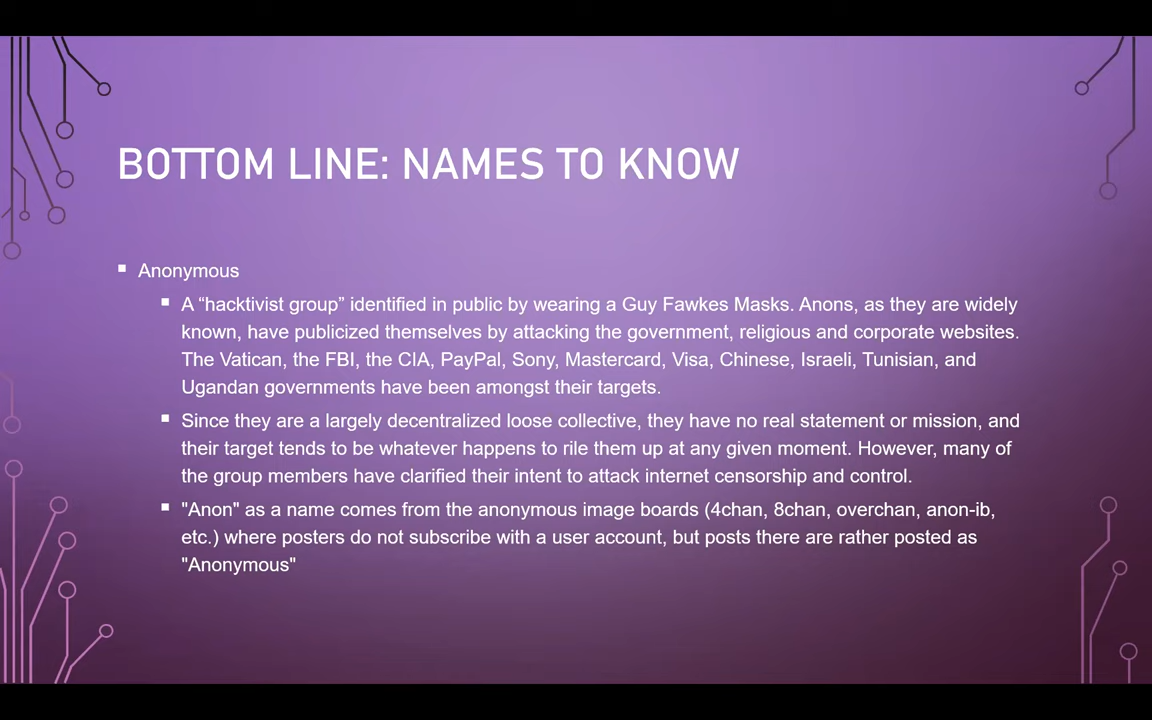 BOTTOM LINE: NAMES TO KNOW
Anonymous
A “hacktivist group” identified in public by wearing a Guy Fawkes Masks. Anons, as they are widely
known, have publicized themselves by attacking the government, religious and corporate websites.
The Vatican, the FBI, the CIA, PayPal, Sony, Mastercard, Visa, Chinese, Israeli, Tunisian, and
Ugandan governments have been amongst their targets.
Since they are a largely decentralized loose collective, they have no real statement or mission, and
their target tends to be whatever happens to rile them up at any given moment. However, many of
the group members have clarified their intent to attack internet censorship and control.
"Anon" as a name comes from the anonymous image boards (4chan, 8chan, overchan, anon-ib,
etc.) where posters do not subscribe with a user account, but posts there are rather posted as
"Anonymous"